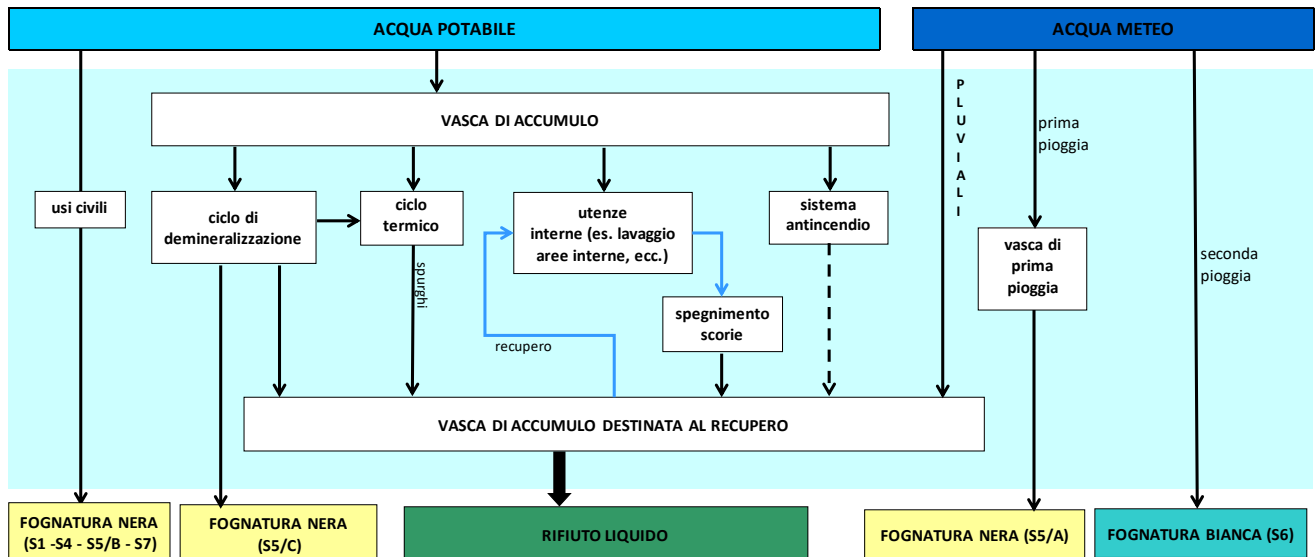 ACQUA POTABILE
ACQUA METEO
VASCA DI ACCUMULO
PLUVIALI
prima
pioggia
usi civili
ciclo di
demineralizzazione
ciclo
termico
utenze
interne (es. lavaggio
aree interne, ecc.)
sistema
antincendio
vasca di
prima
pioggia
seconda
pioggia
spurghi
spegnimento
scorie
recupero
VASCA DI ACCUMULO DESTINATA AL RECUPERO
FOGNATURA NERA
(S1 -S4 - S5/B - S7)
FOGNATURA NERA
(S5/C)
RIFIUTO LIQUIDO
FOGNATURA NERA (S5/A)
FOGNATURA BIANCA (S6)